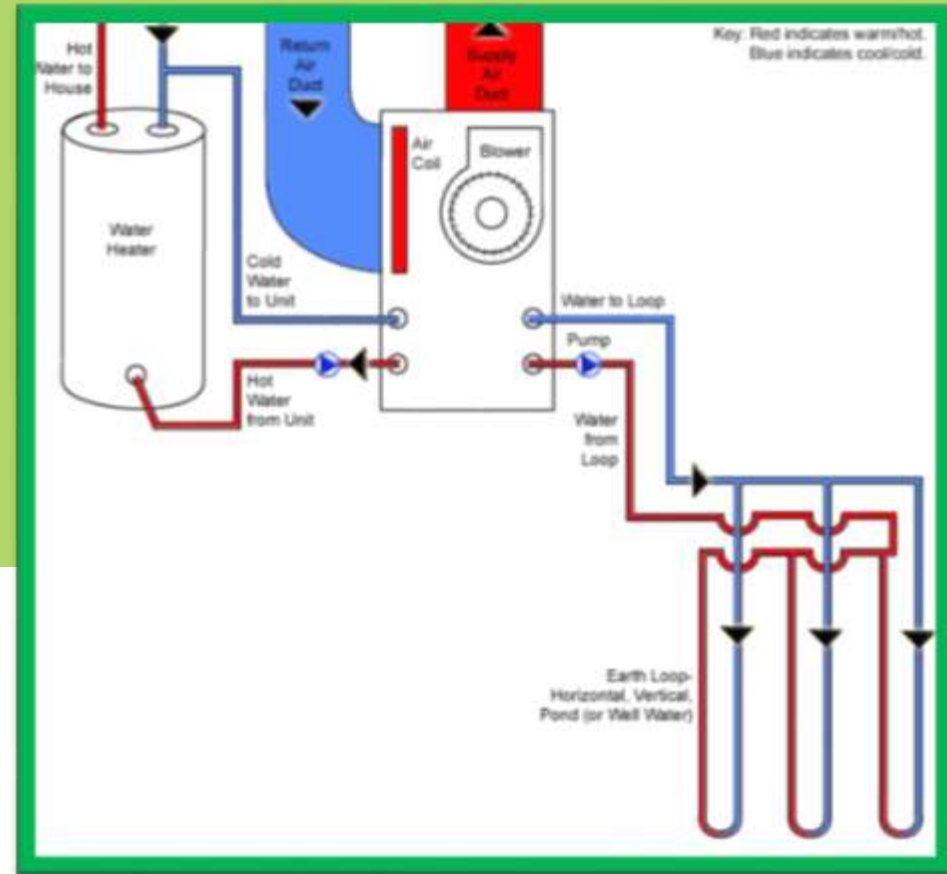 Key: Red indicates warm/hot.
Blue indicates cool/cold.
Hot
Water to
House
Return
Air
Duct
Supply
Air
Duct
Air
Coil
Blower
Water
Heater
Cold
Water
to Unit
Water to Loop
Pump
Hot
Water
from Unit
Water
from
Loop
Earth Loop-
Horizontal, Vertical,
Pond (or Well Water)